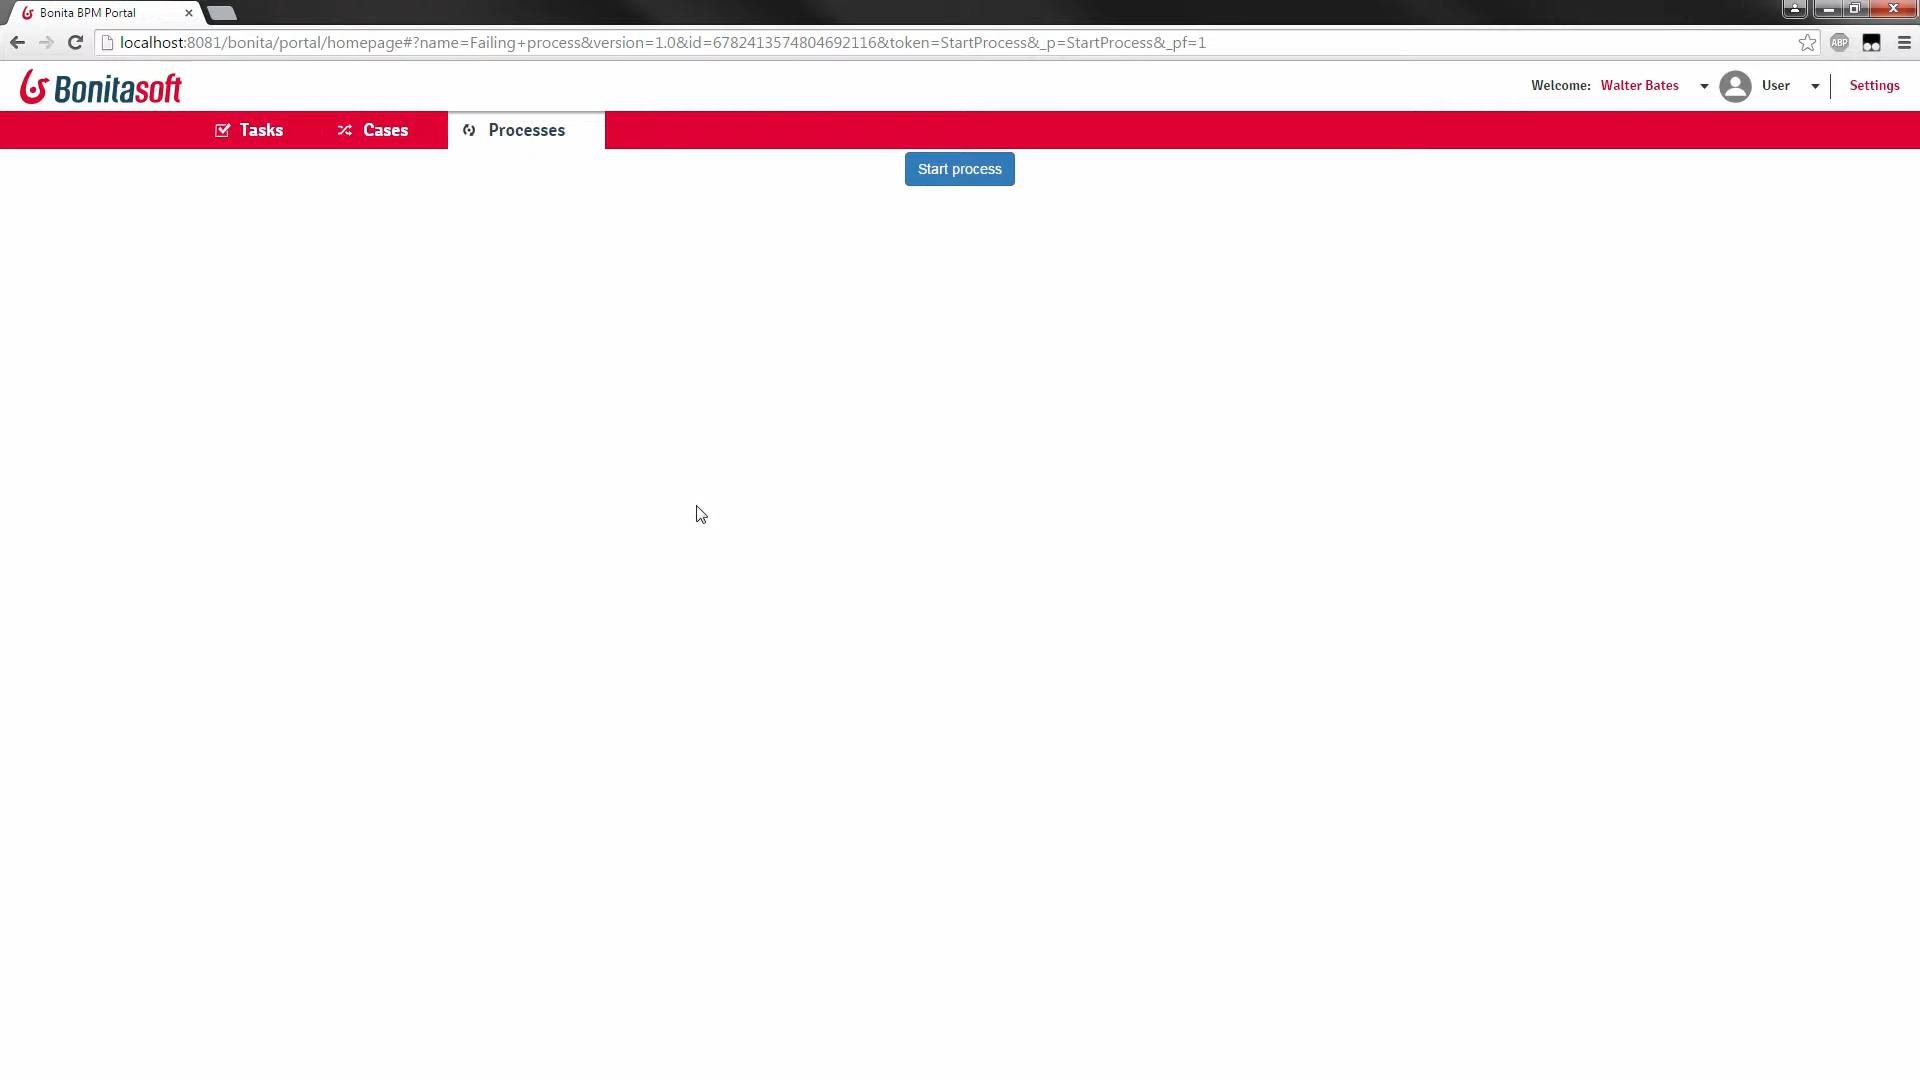 Bonita BPM Portal
localhost:8081/bonita/portal/homepage#?name=Failing+process&version=1.0&id=6782413574804692116&token=StartProcess&_p=StartProcess&_pf=1
ABP
Bonitasoft
Welcome: Walter Bates
User
Settings
Tasks
Cases
Processes
Start process